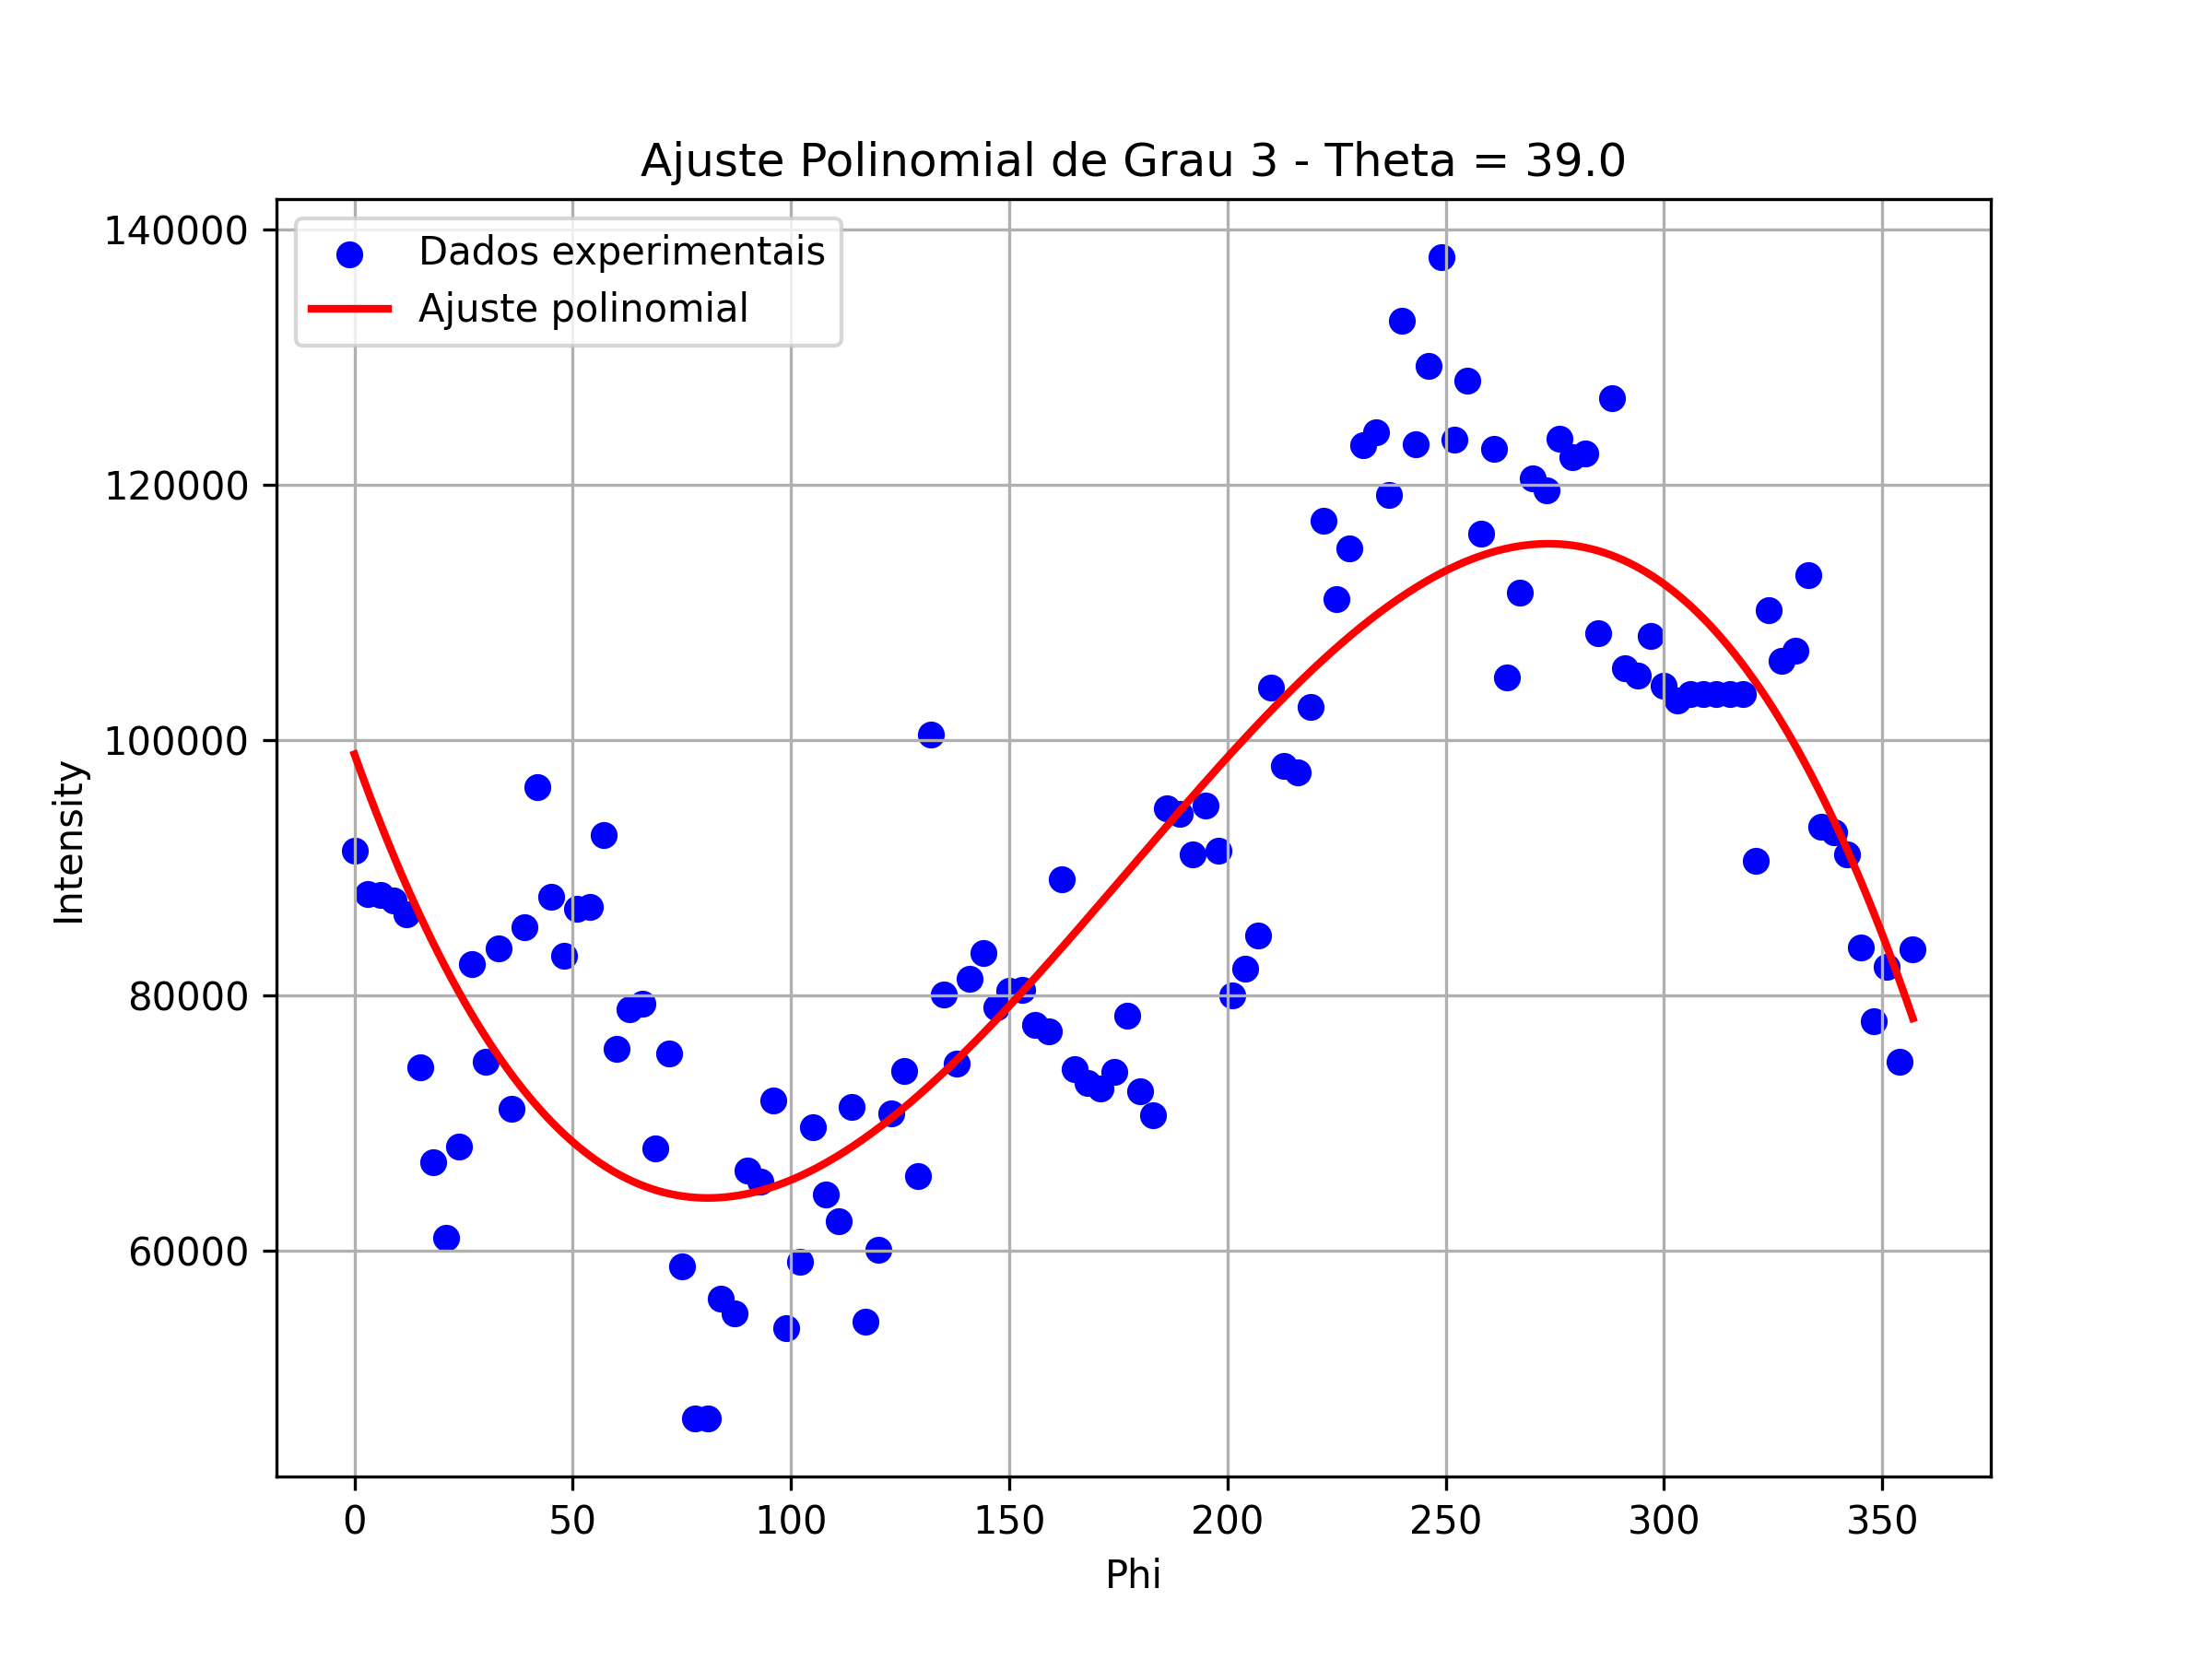 Ajuste Polinomial de Grau 3 - Theta = 39.0
Dados experimentais
Ajuste polinomial
140000
120000
100000
80000
60000
Intensity
0 50 100 150 200 250 300 350
Phi